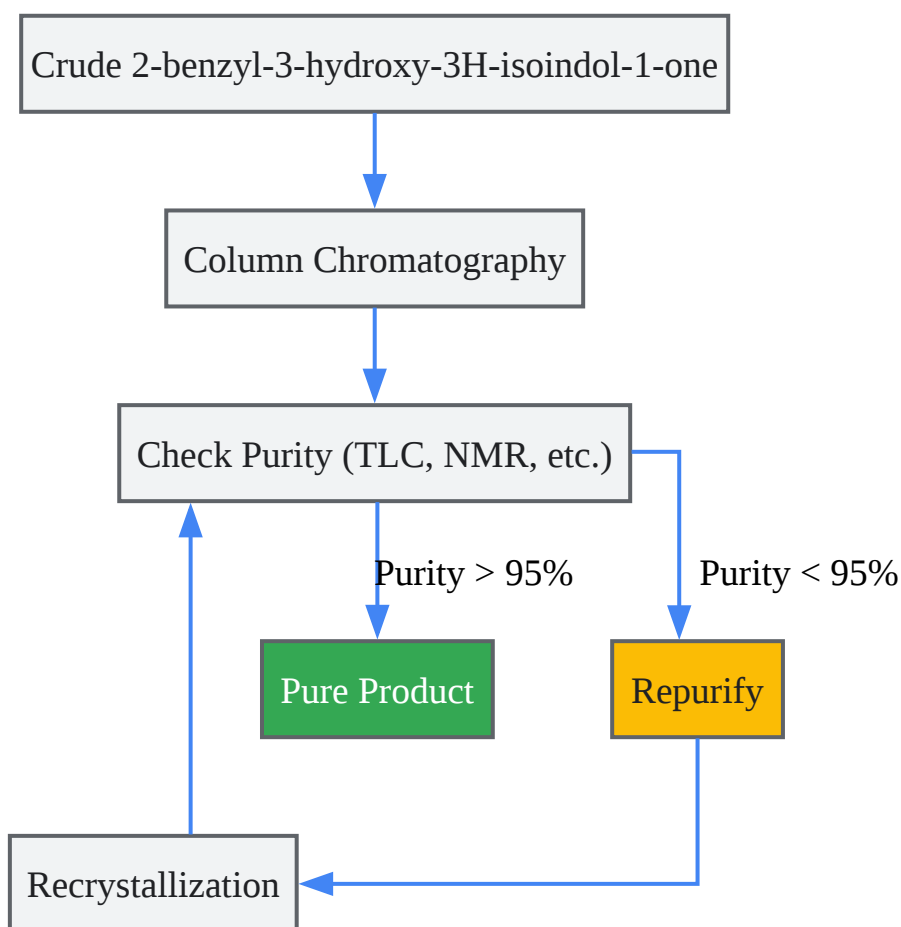 Crude 2-benzyl-3-hydroxy-3H-isoindol-1-one
Column Chromatography
Check Purity (TLC, NMR, etc.)
Purity > 95%
Purity < 95%
Pure Product
Repurify
Recrystallization